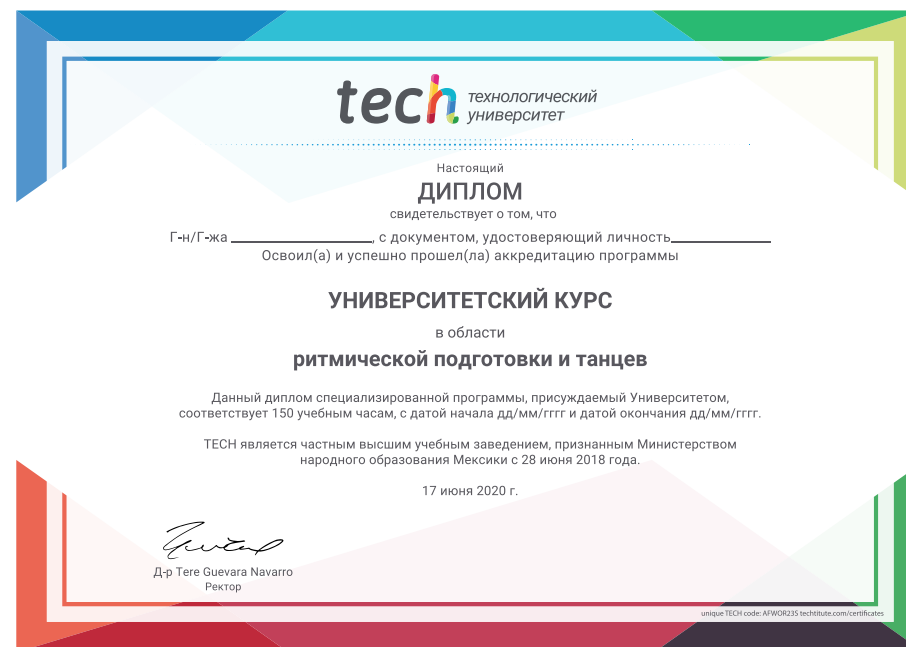 tech технологический
университет
Настоящий
ДИПЛОМ
свидетельствует о том, что
Г-н/Г-жа ____________________, с документом, удостоверяющий личность______________
Освоил(а) и успешно прошел(ла) аккредитацию программы
УНИВЕРСИТЕТСКИЙ КУРС
в области
ритмической подготовки и танцев
Данный диплом специализированной программы, присуждаемый Университетом,
соответствует 150 учебным часам, с датой начала дд/мм/гггг и датой окончания дд/мм/гггг.
TECH является частным высшим учебным заведением, признанным Министерством
народного образования Мексики с 28 июня 2018 года.
17 июня 2020 г.
Д-р Tere Guevara Navarro
Ректор
unique TECH code: AFWOR23S techtitute.com/certificates